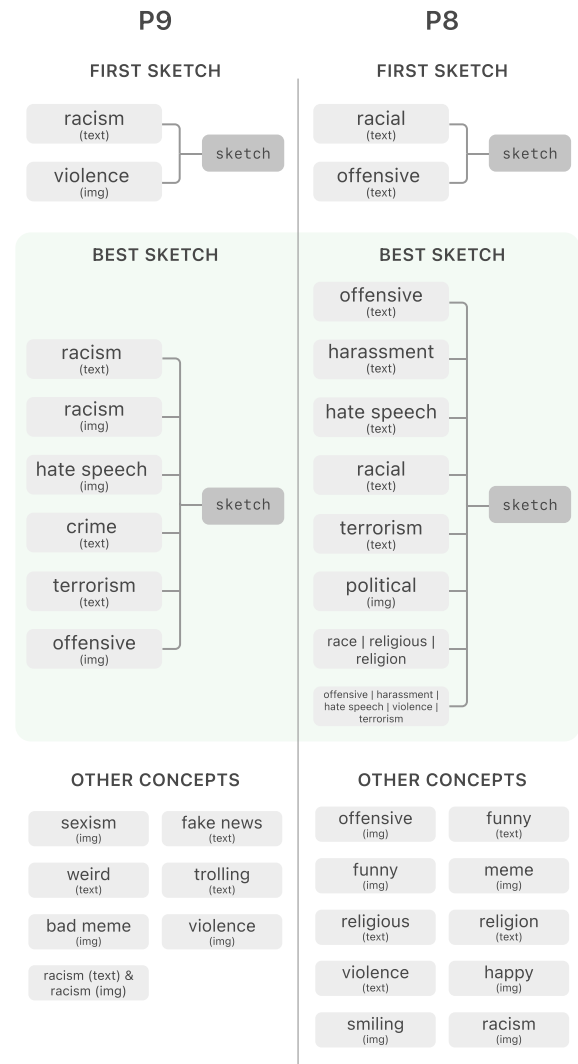 P9
FIRST SKETCH
racism
(text)
violence
(img)
sketch
BEST SKETCH
racism
(text)
racism
(img)
hate speech
(img)
crime
(text)
terrorism
(text)
offensive
(img)
sketch
OTHER CONCEPTS
sexism
(img)
fake news
(text)
weird
(text)
trolling
(text)
bad meme
(img)
violence
(img)
racism (text) &
racism (img)
P8
FIRST SKETCH
racial
(text)
offensive
(text)
sketch
BEST SKETCH
offensive
(text)
harassment
(text)
hate speech
(text)
racial
(text)
terrorism
(text)
political
(img)
race | religious |
religion
offensive | harassment |
hate speech | violence |
terrorism
sketch
OTHER CONCEPTS
offensive
(img)
funny
(text)
funny
(img)
meme
(img)
religious
(text)
religion
(text)
violence
(text)
happy
(img)
smiling
(img)
racism
(img)